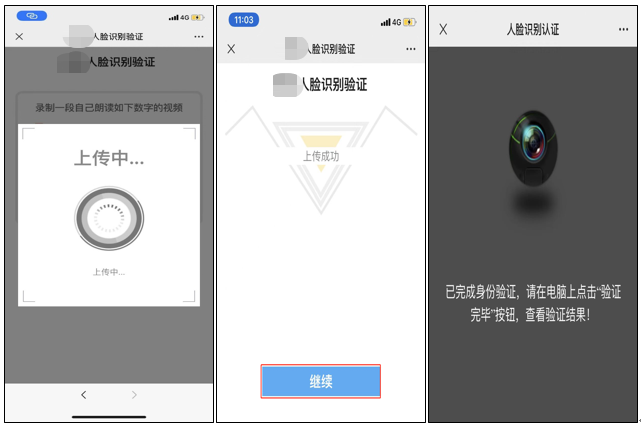 4G
人脸识别验证
人脸识别验证
录制一段自己朗读如下数字的视频
上传中...
上传中...
11:03
4G
人脸识别验证
人脸识别验证
上传成功
继续
人脸识别认证
已完成身份验证，请在电脑上点击“验证
完毕”按钮，查看验证结果！